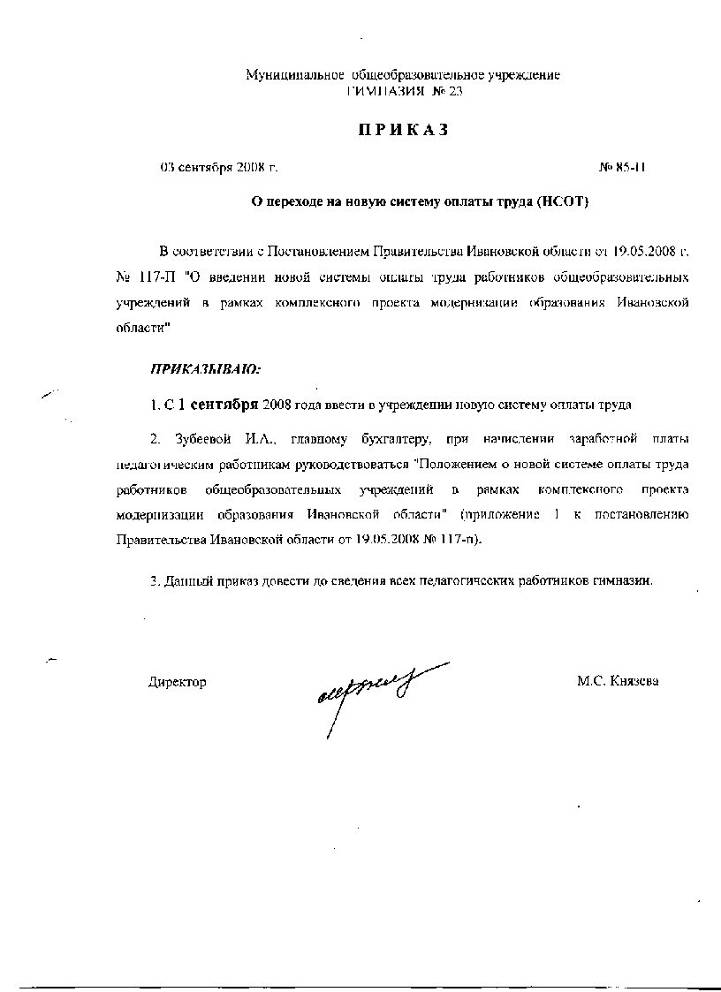 Муниципальное общеобразовательное учреждение
ГИМНАЗИЯ № 23
ПРИКАЗ
03 сентября 2008 г. № 85-П
О переходе на новую систему оплаты труда (НСОТ)
В соответствии с Постановлением Правительства Ивановской области от 19.05.2008 г.
№ 117-П "О введении новой системы оплаты труда работников общеобразовательных
учреждений в рамках комплексного проекта модернизации образования Ивановской
области"
ПРИКАЗЫВАЮ:
1. С 1 сентября 2008 года ввести в учреждении новую систему оплаты труда
2. Зубеевой И.А., главному бухгалтеру, при начислении заработной платы
педагогическим работникам руководствоваться "Положением о новой системе оплаты труда
работников общеобразовательных учреждений в рамках комплексного проекта
модернизации образования Ивановской области" (приложение 1 к постановлению
Правительства Ивановской области от 19.05.2008 № 117-п).
3. Данный приказ довести до сведения всех педагогических работников гимназии.
Директор М.С. Князева